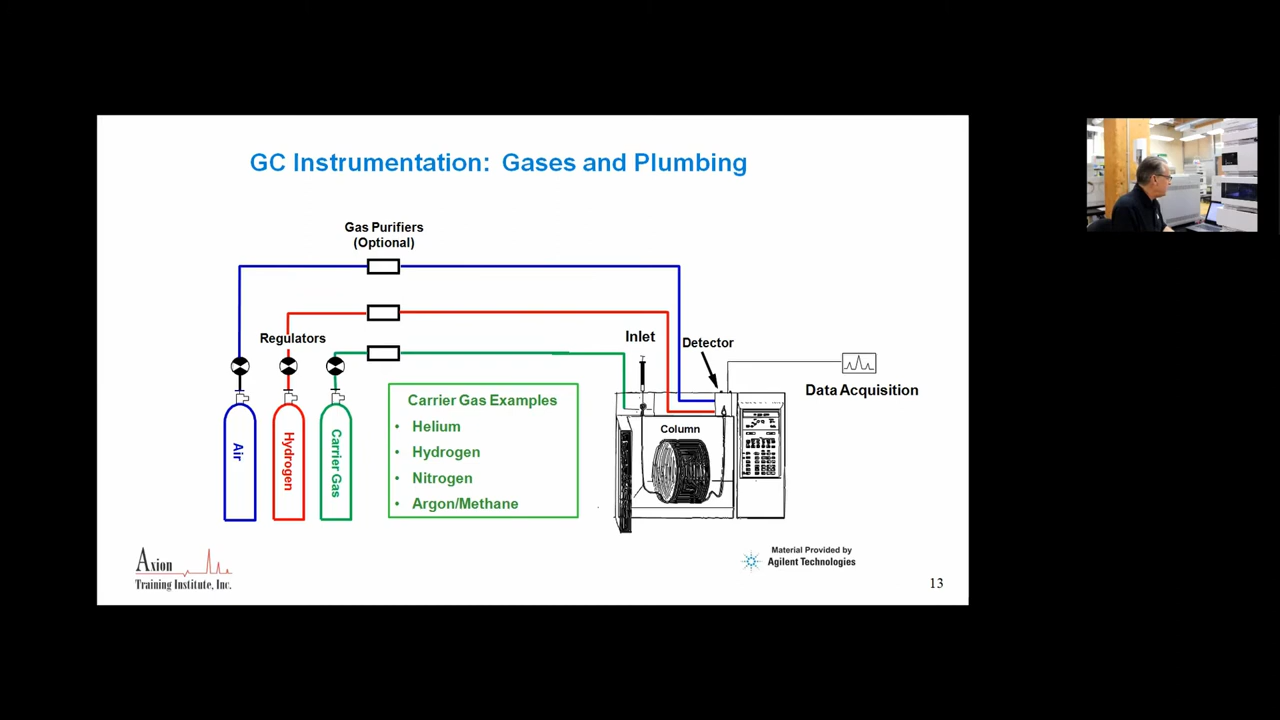 GC Instrumentation: Gases and Plumbing
Gas Purifiers
(Optional)
Regulators
Inlet
Detector
Data Acquisition
Air
Hydrogen
Carrier Gas
Carrier Gas Examples
• Helium
• Hydrogen
• Nitrogen
• Argon/Methane
Column
Axion
Training Institute, Inc.
Material Provided by
Agilent Technologies
13